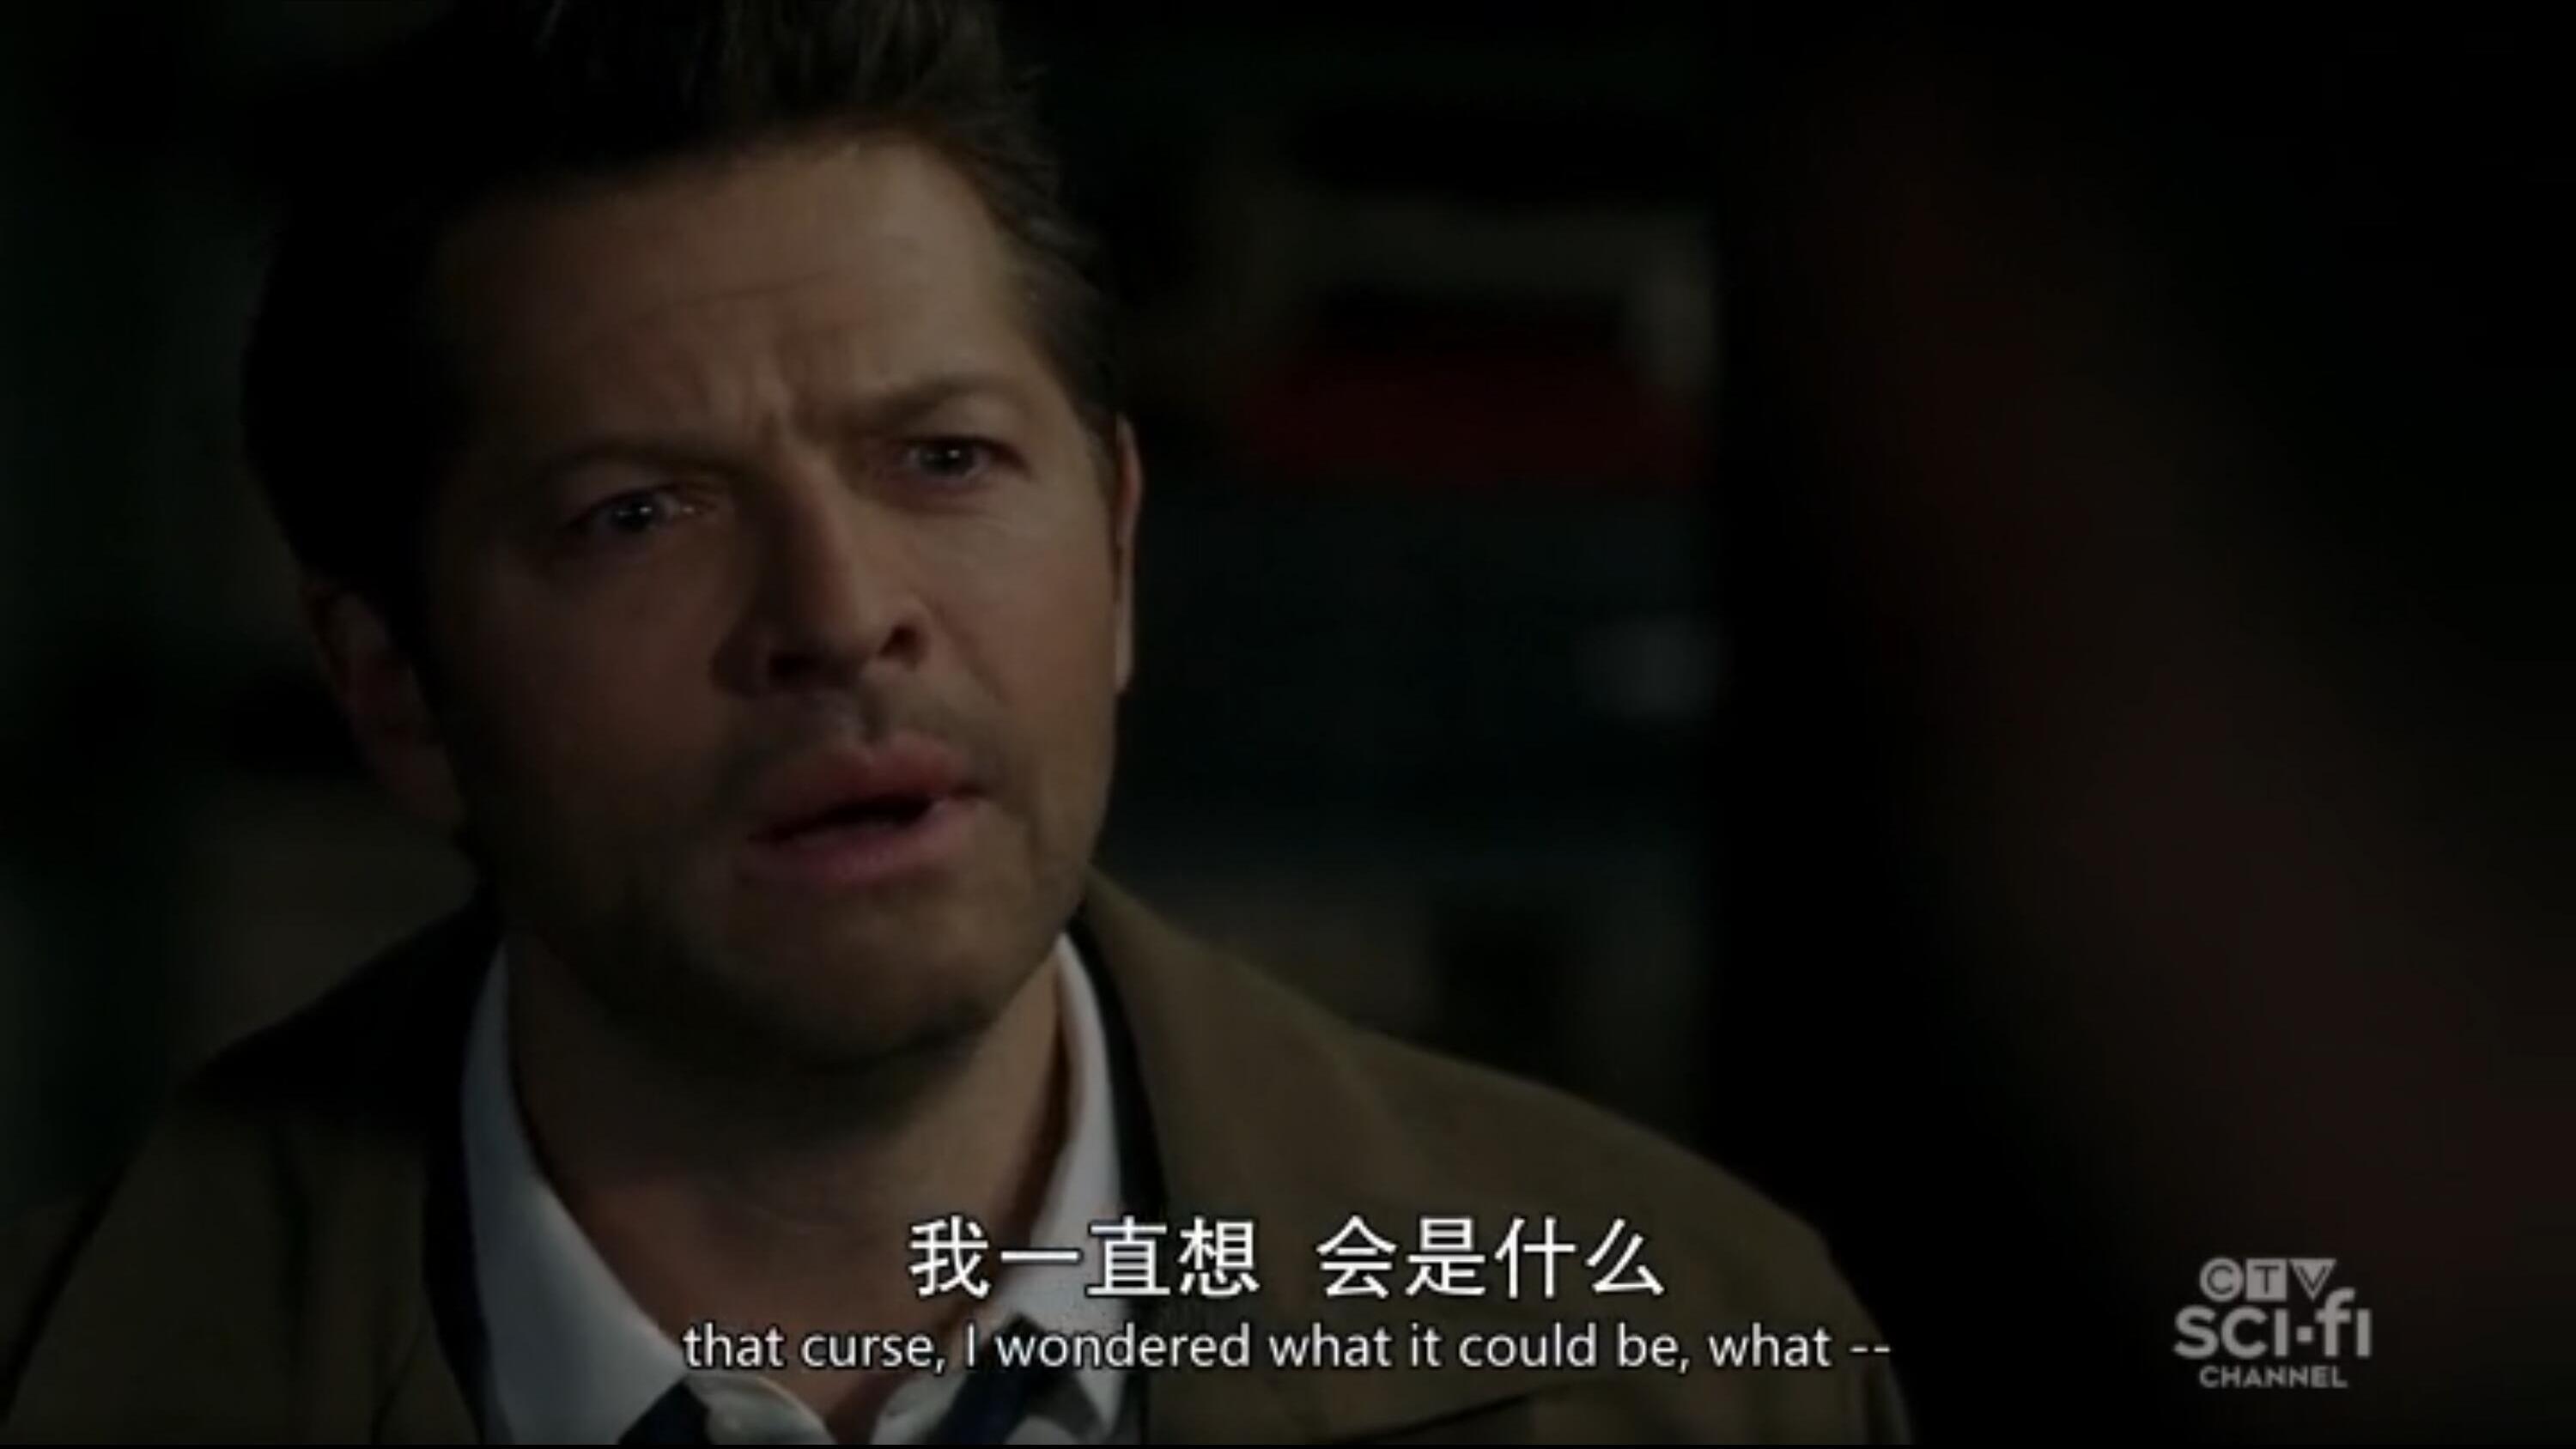 我一直想 会是什么
that curse, I wondered what it could be, what --
CTV
sci-fi
CHANNEL